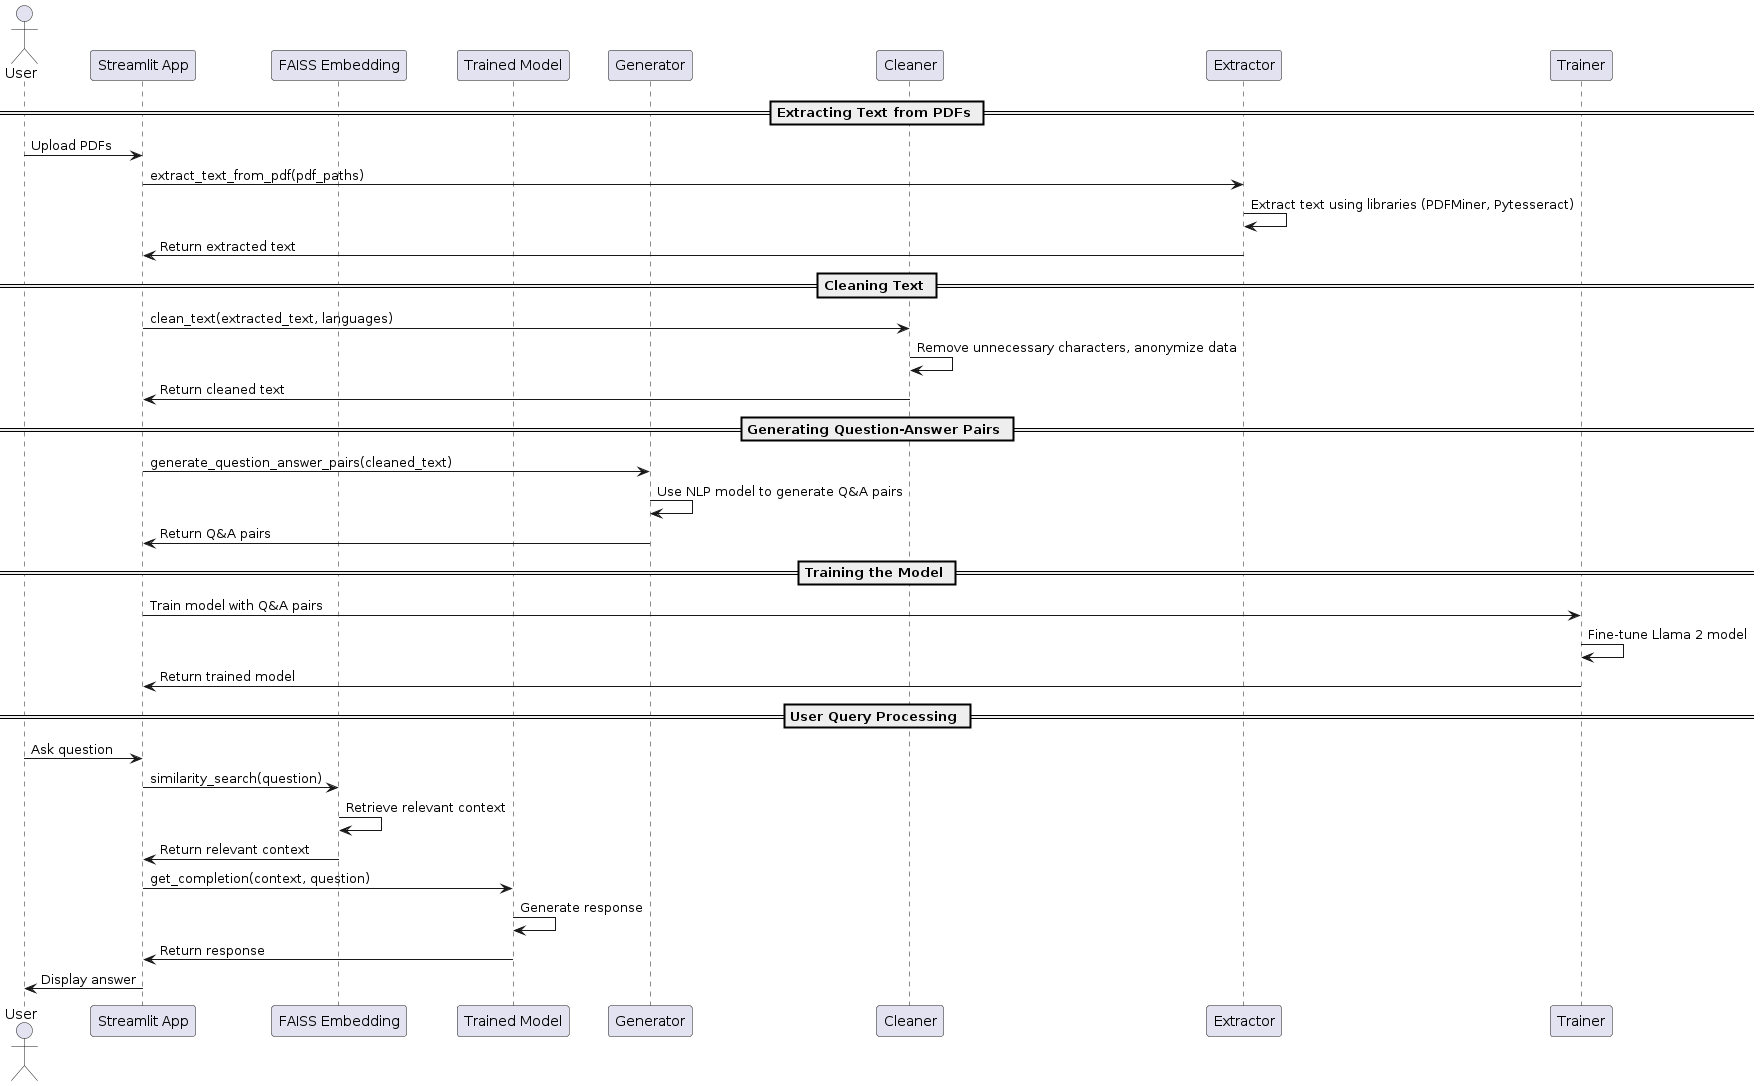 User
Streamlit App
FAISS Embedding
Trained Model
Generator
Cleaner
Extractor
Trainer
Extracting Text from PDFs
Upload PDFs
extract_text_from_pdf(pdf_paths)
Extract text using libraries (PDFMiner, Pytesseract)
Return extracted text
Cleaning Text
clean_text(extracted_text, languages)
Remove unnecessary characters, anonymize data
Return cleaned text
Generating Question-Answer Pairs
generate_question_answer_pairs(cleaned_text)
Use NLP model to generate Q&A pairs
Return Q&A pairs
Training the Model
Train model with Q&A pairs
Fine-tune Llama 2 model
Return trained model
User Query Processing
Ask question
similarity_search(question)
Retrieve relevant context
Return relevant context
get_completion(context, question)
Generate response
Return response
Display answer
User
Streamlit App
FAISS Embedding
Trained Model
Generator
Cleaner
Extractor
Trainer